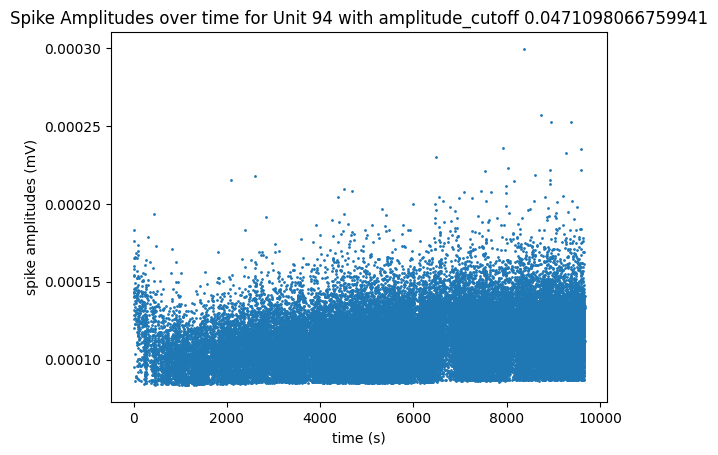 Spike Amplitudes over time for Unit 94 with amplitude_cutoff 0.0471098066759941
0.00030
0.00025
0.00020
0.00015
0.00010
spike amplitudes (mV)
0 2000 4000 6000 8000 10000
time (s)